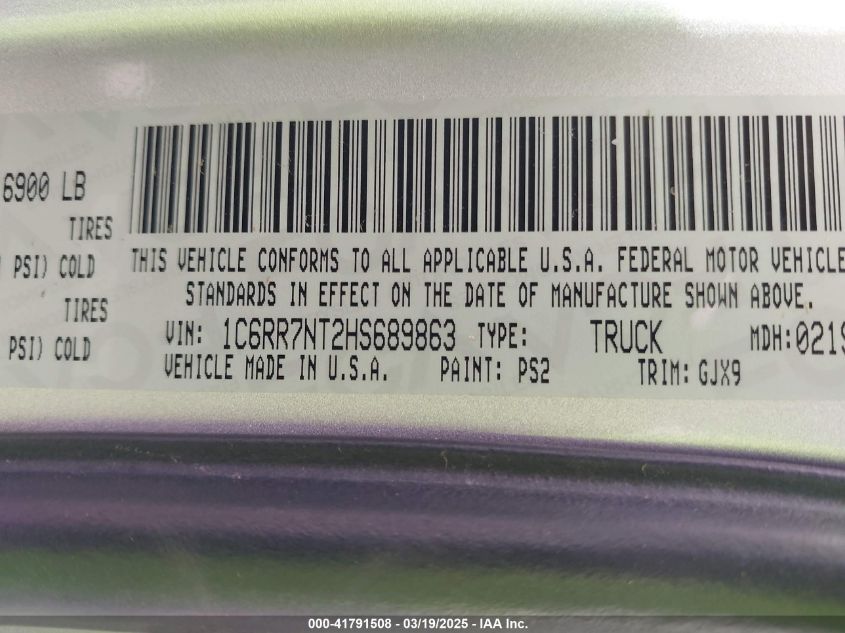 6900 LB
TIRES
PSI) COLD
TIRES
PSI) COLD
THIS VEHICLE CONFORMS TO ALL APPLICABLE U.S.A. FEDERAL MOTOR VEHICLE
STANDARDS IN EFFECT ON THE DATE OF MANUFACTURE SHOWN ABOVE.
VIN: 1C6RR7NT2HS689863 TYPE: TRUCK MDH: 0219
VEHICLE MADE IN U.S.A. PAINT: PS2 TRIM: GJX9
000-41791508 - 03/19/2025 - IAA Inc.